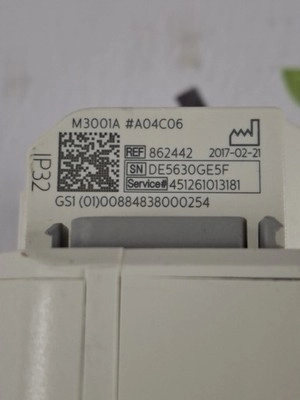 M3001A #A04C06
IP32
REF 862442 2017-02-21
SN DE5630GE5F
Service# 451261013181
GS1 (01)00884838000254